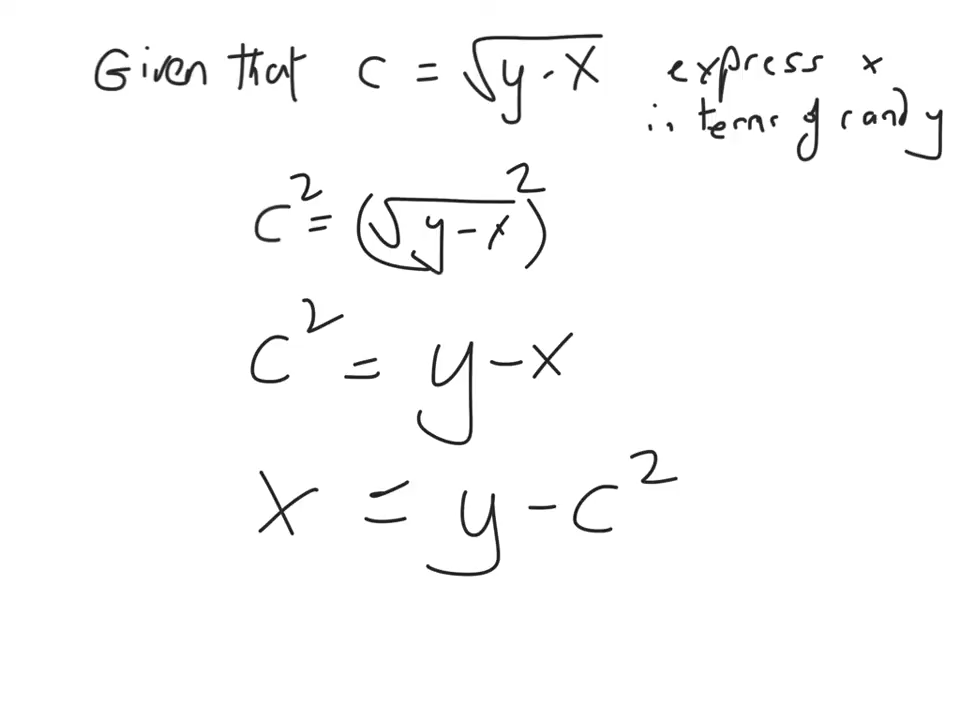 Given that c = √y - x express x
in terms of c and y
c² = (√y - x)²
c² = y - x
x = y - c²